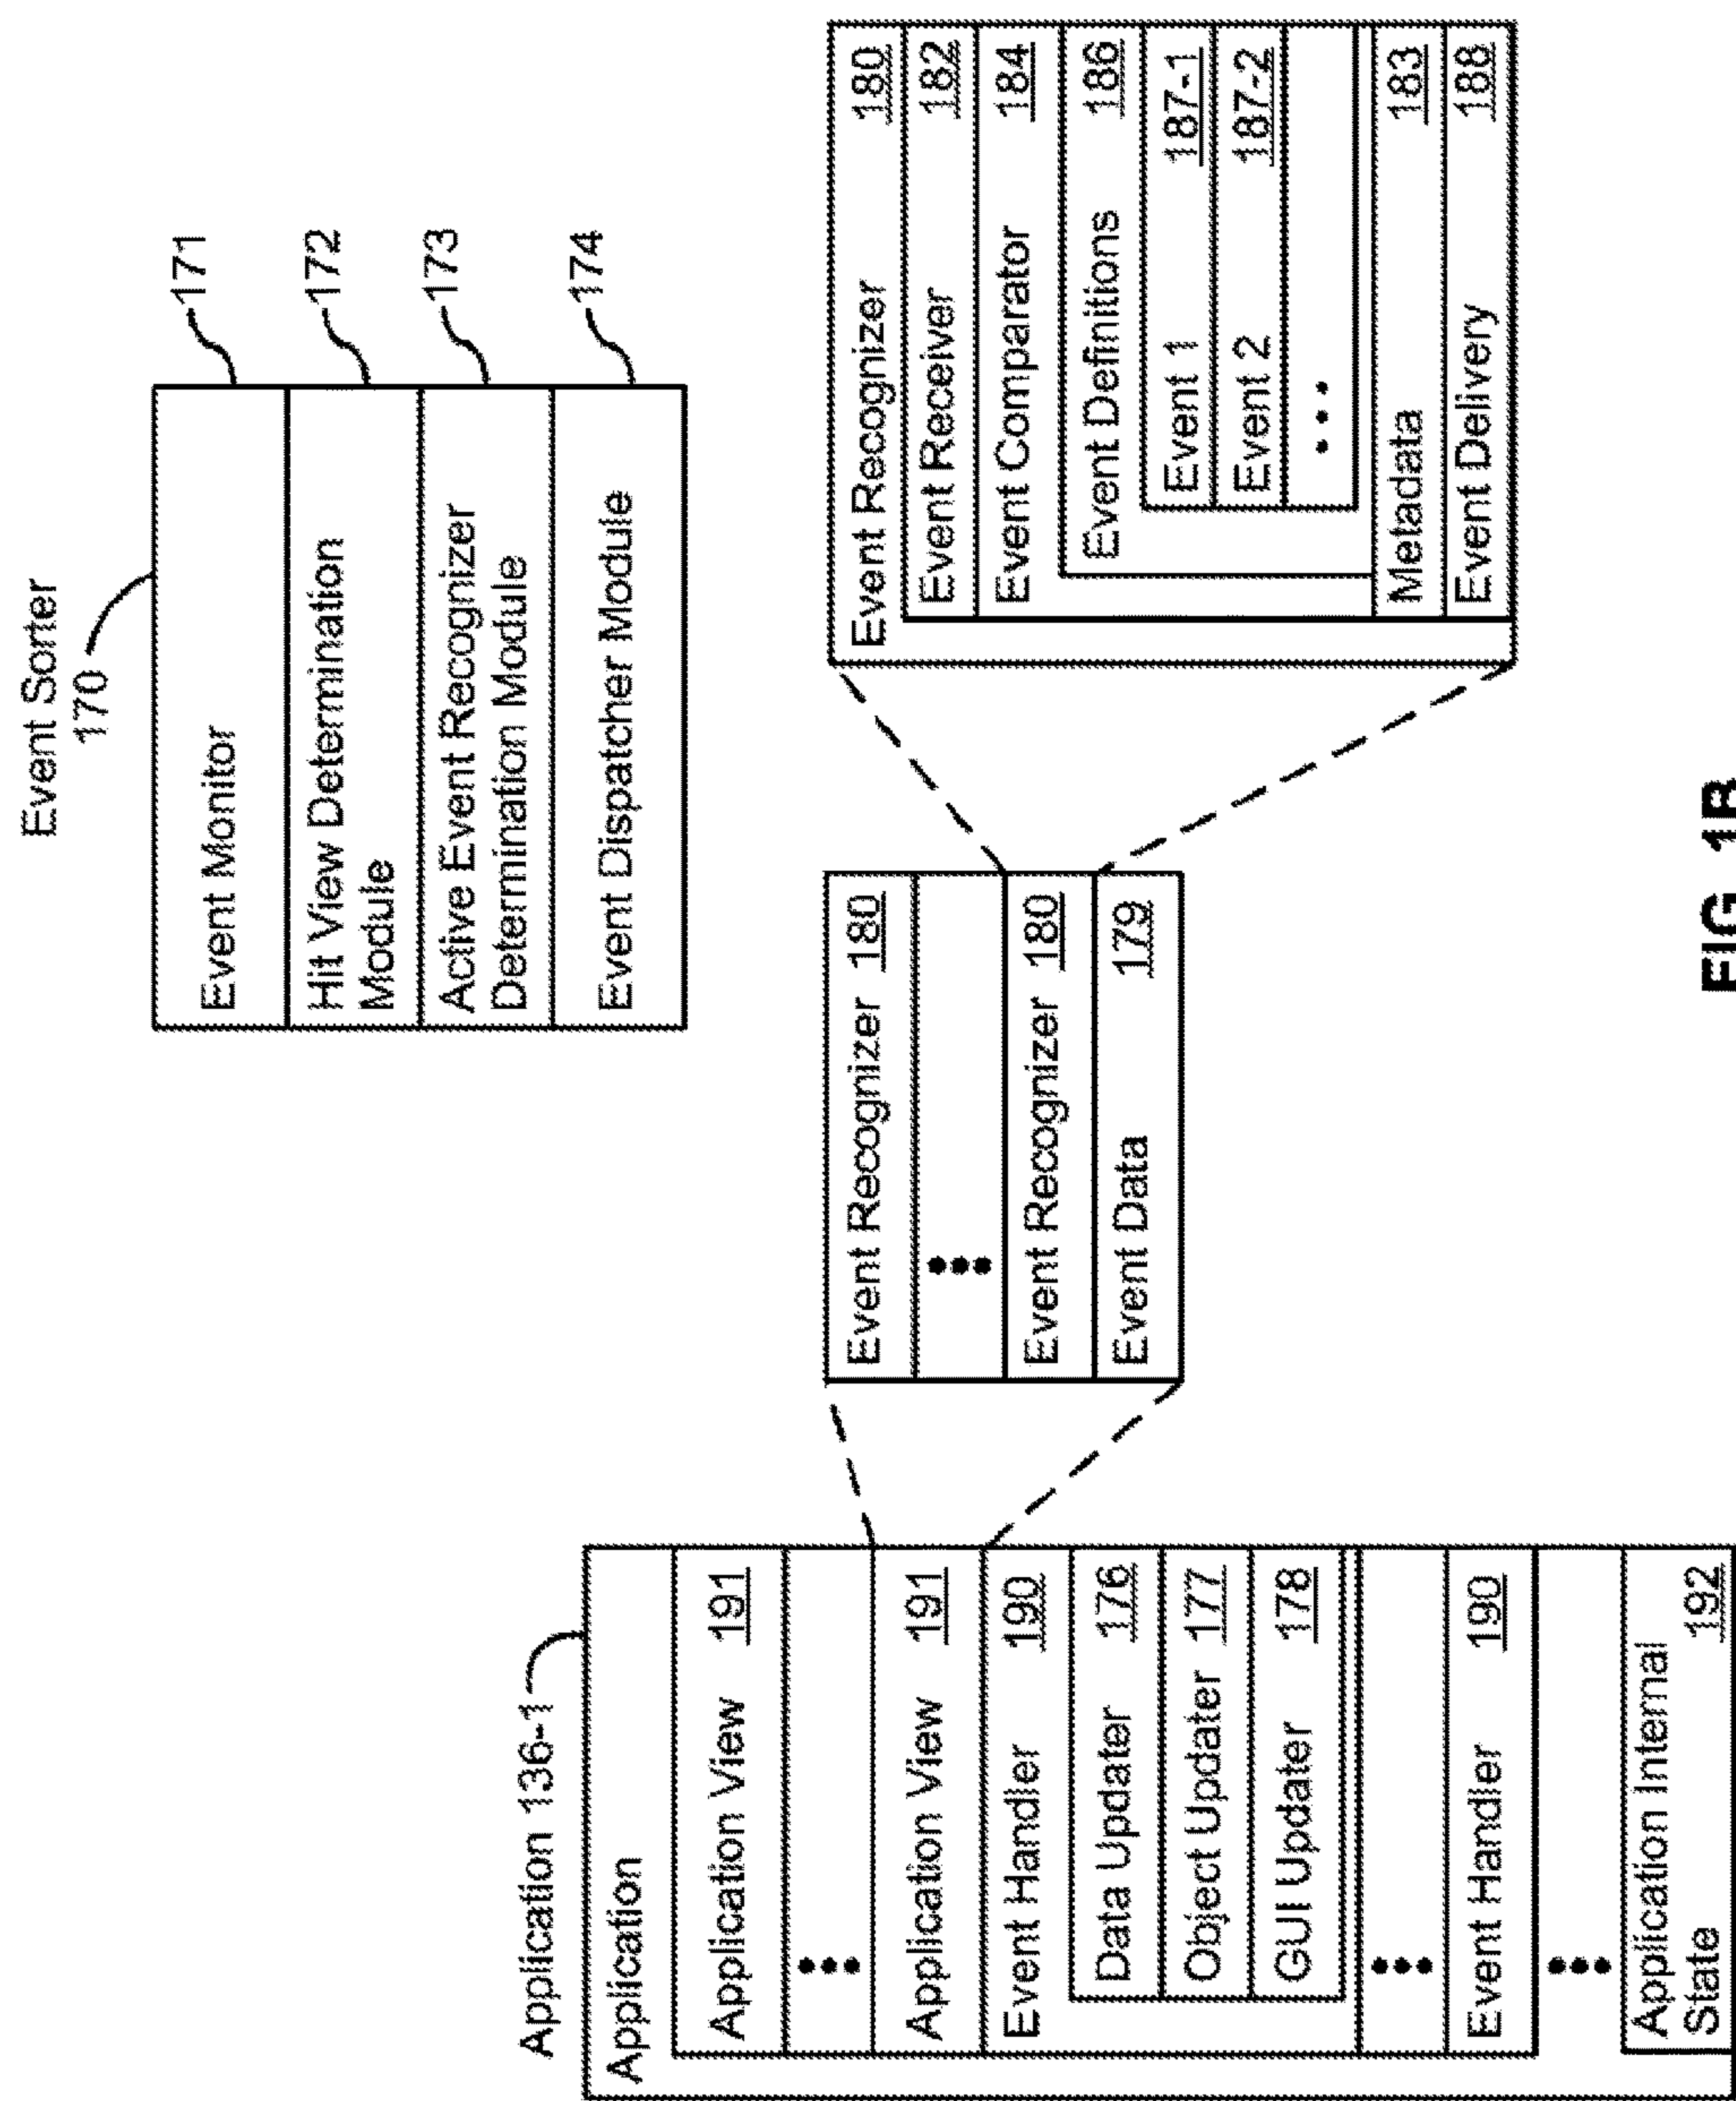 Event Sorter
170
Event Monitor
171
Hit View Determination
Module
172
Active Event Recognizer
Determination Module
173
Event Dispatcher Module
174
Application 136-1
Application
Application View 191
•••
Application View 191
Event Handler 190
Data Updater 176
Object Updater 177
GUI Updater 178
•••
Event Handler 190
•••
Application Internal
State 192
Event Recognizer 180
•••
Event Recognizer 180
Event Data 179
Event Recognizer 180
Event Receiver 182
Event Comparator 184
Event Definitions 186
Event 1 187-1
Event 2 187-2
• • •
Metadata 183
Event Delivery 188
FIG. 1B